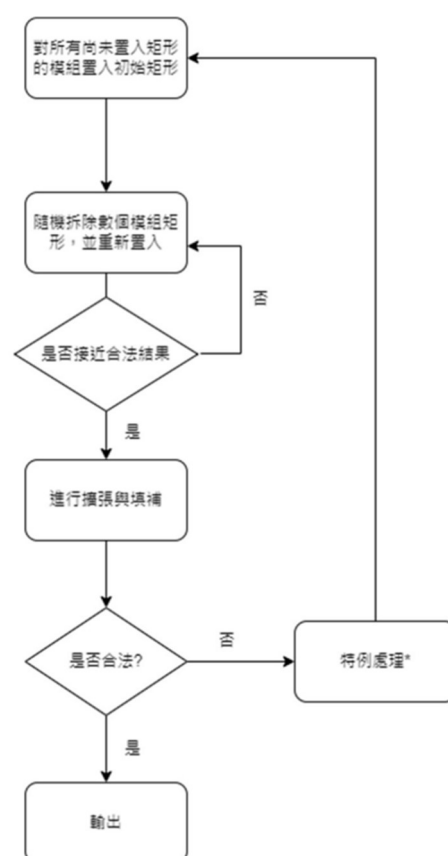 對所有尚未置入矩形
的模組置入初始矩形
隨機拆除數個模組矩
形，並重新置入
否
是否接近合法結果
是
進行擴張與填補
是否合法?
否
特例處理*
是
輸出